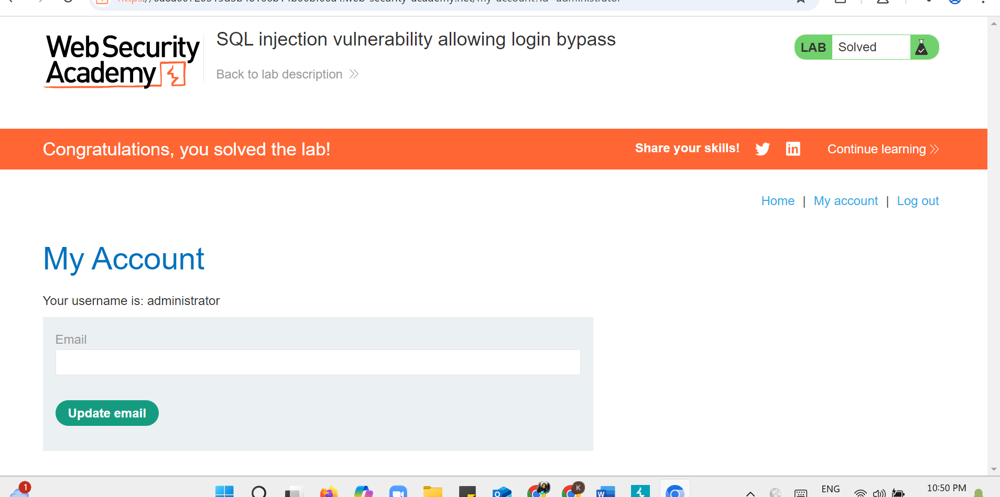 SQL injection vulnerability allowing login bypass
Web Security
Academy
Back to lab description
LAB Solved
Congratulations, you solved the lab!
Share your skills!
in
Continue learning
Home | My account | Log out
My Account
Your username is: administrator
Email
Update email
1
K
W
ENG
10:50 PM